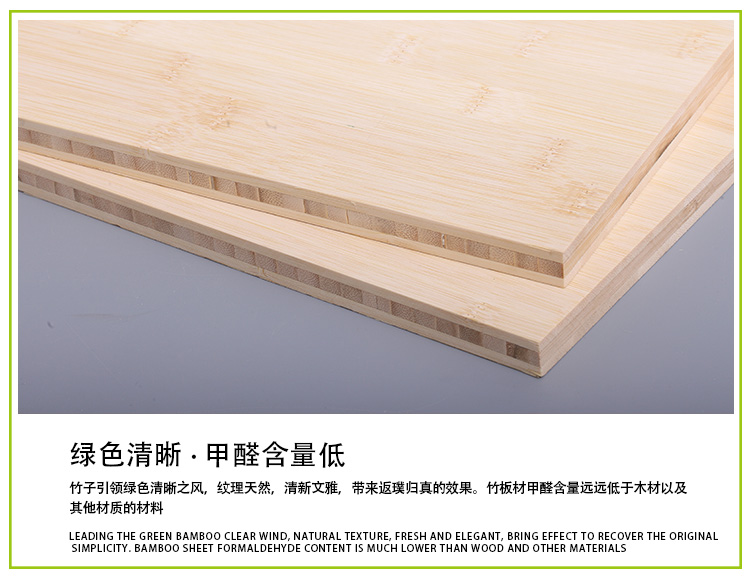 绿色清晰 · 甲醛含量低
竹子引领绿色清晰之风，纹理天然，清新文雅，带来返璞归真的效果。竹板材甲醛含量远远低于木材以及
其他材质的材料
LEADING THE GREEN BAMBOO CLEAR WIND, NATURAL TEXTURE, FRESH AND ELEGANT, BRING EFFECT TO RECOVER THE ORIGINAL
SIMPLICITY. BAMBOO SHEET FORMALDEHYDE CONTENT IS MUCH LOWER THAN WOOD AND OTHER MATERIALS